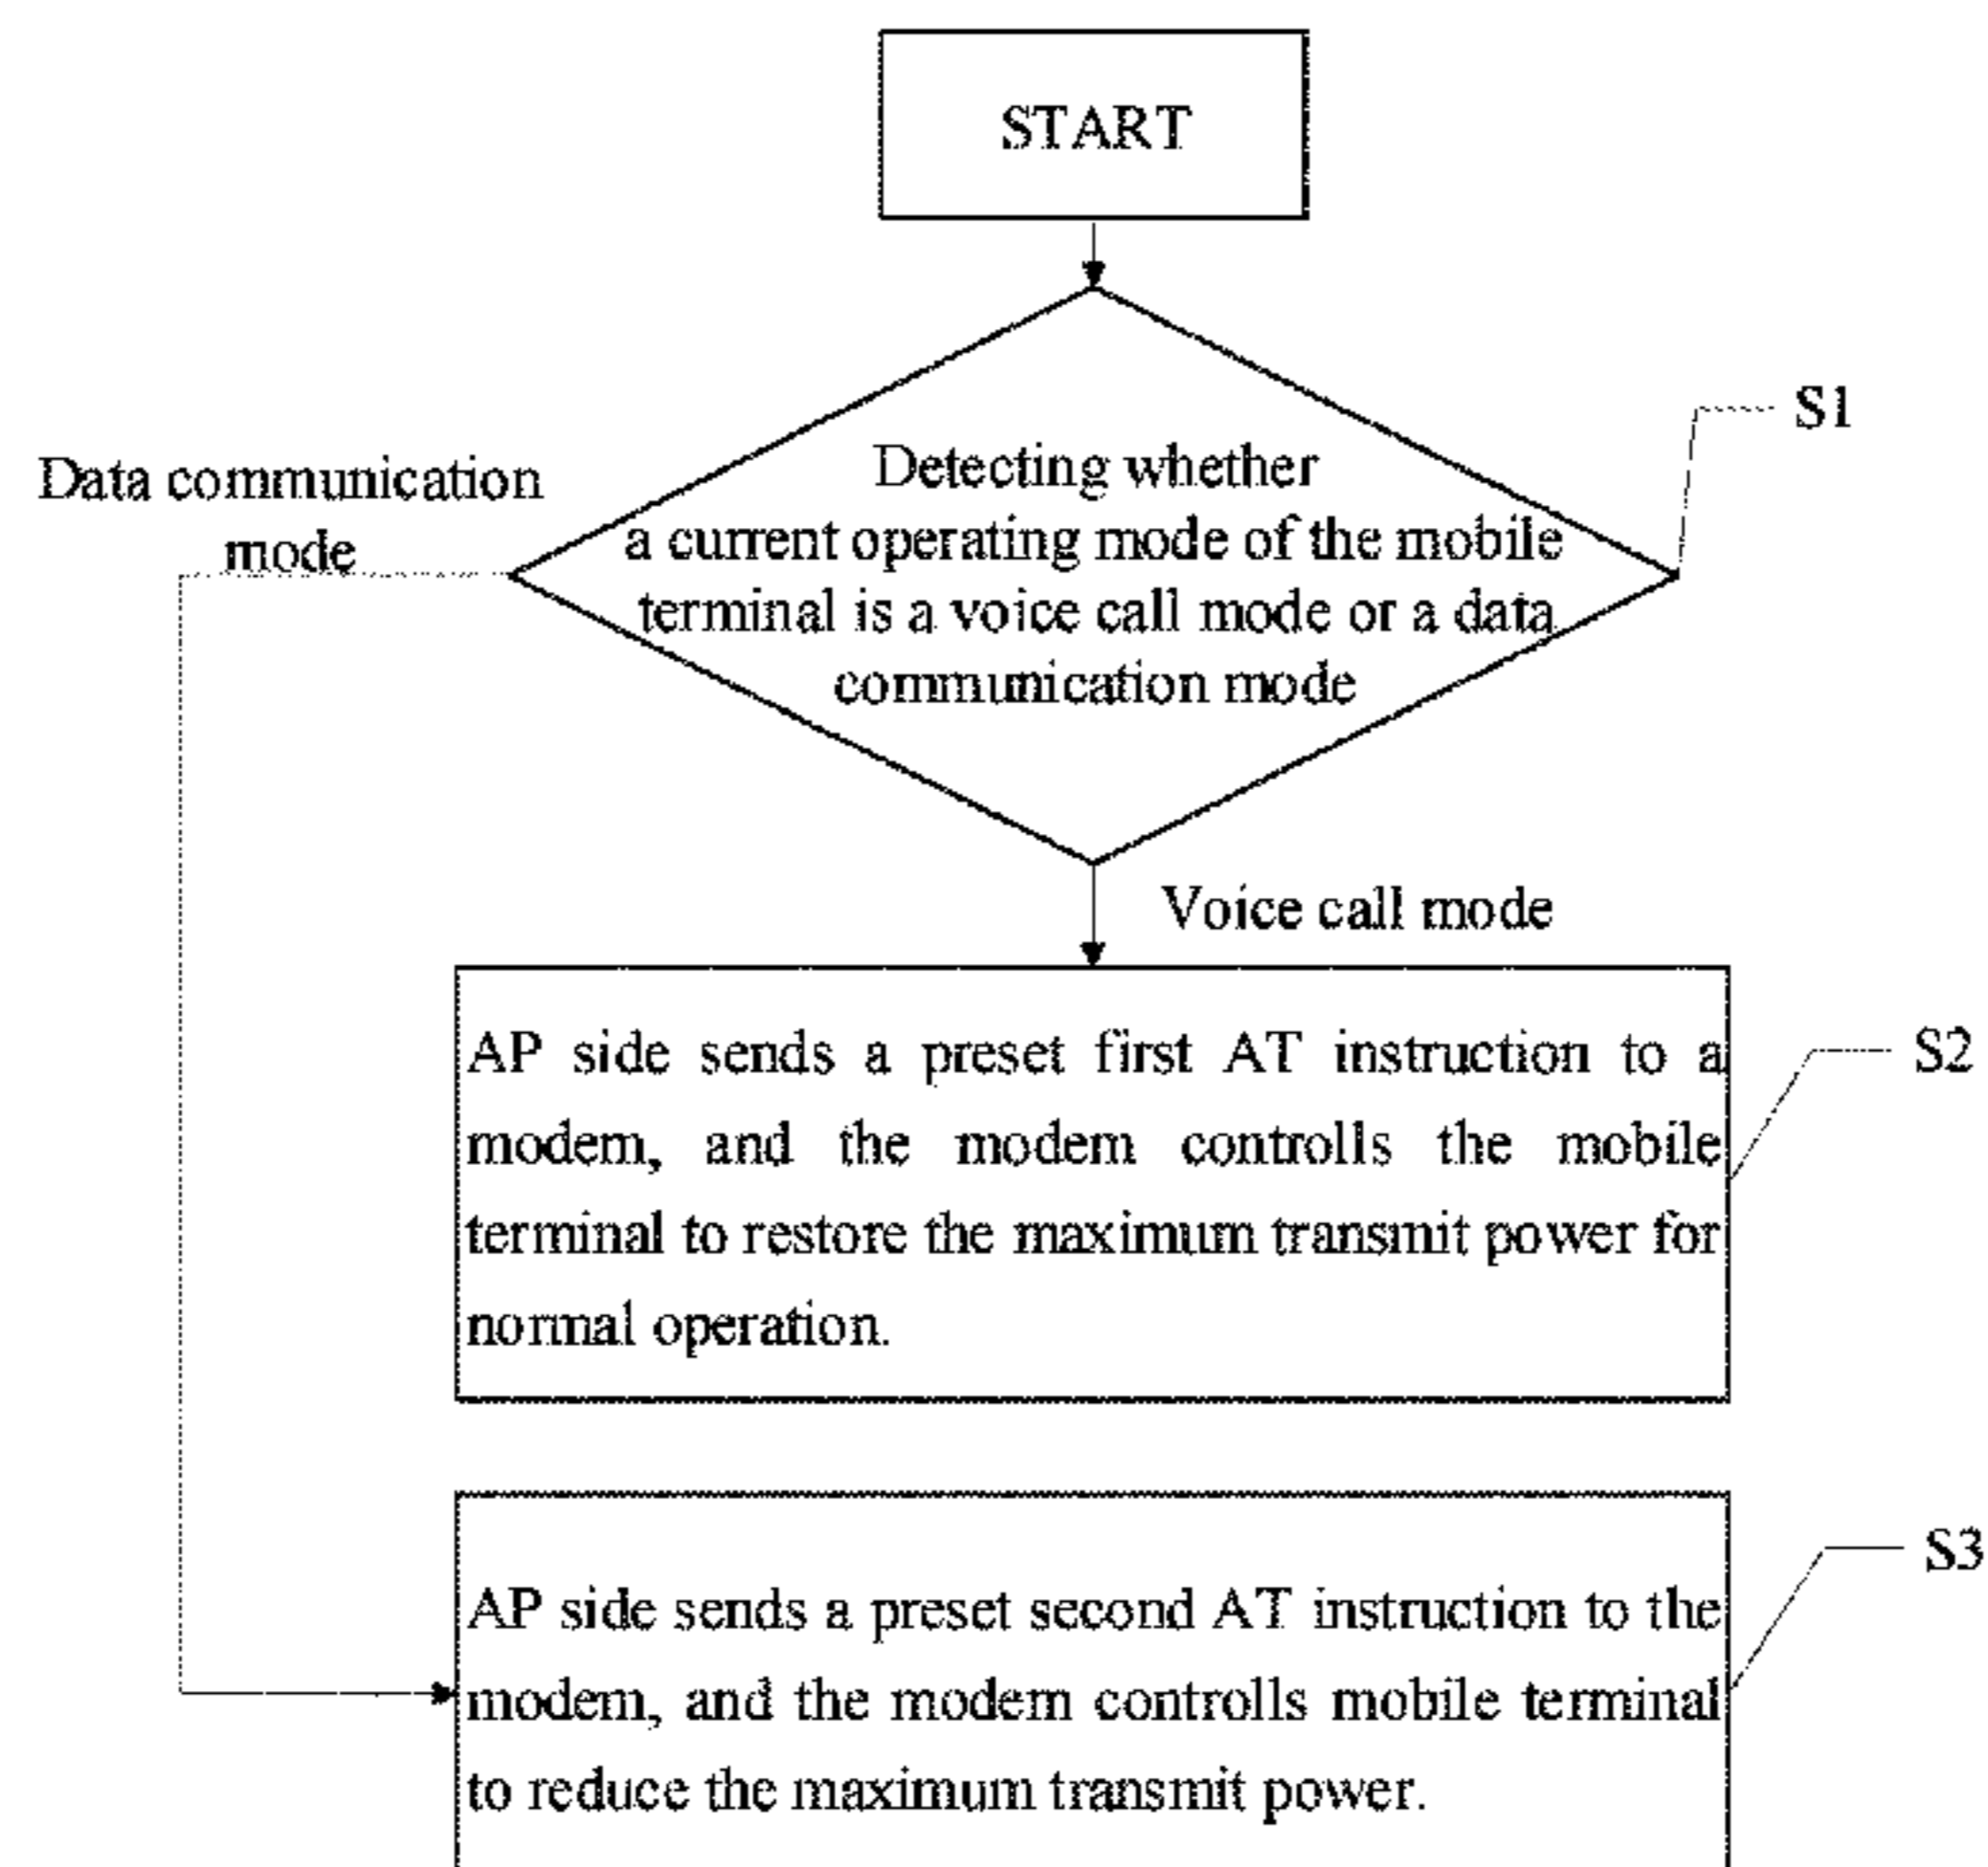 START
S1
Data communication
mode
Detecting whether
a current operating mode of the mobile
terminal is a voice call mode or a data
communication mode
Voice call mode
AP side sends a preset first AT instruction to a
modem, and the modem controlls the mobile
terminal to restore the maximum transmit power for
normal operation.
S2
AP side sends a preset second AT instruction to the
modem, and the modem controlls mobile terminal
to reduce the maximum transmit power.
S3